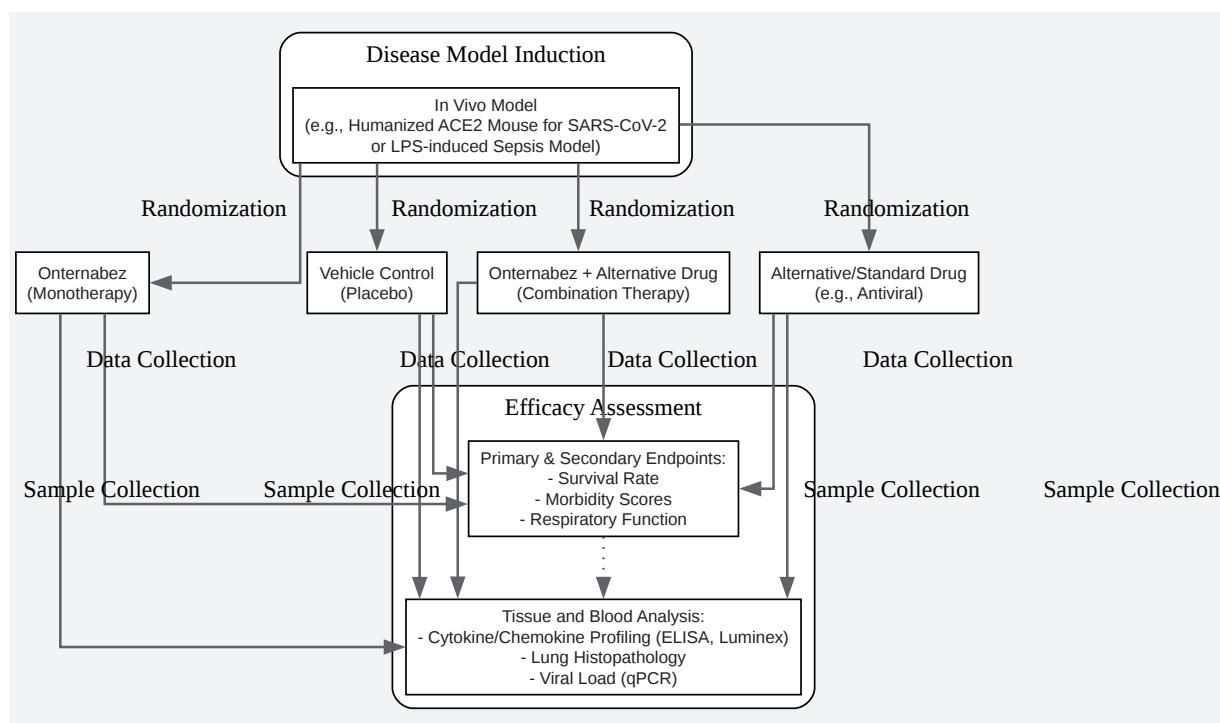 Disease Model Induction
In Vivo Model
(e.g., Humanized ACE2 Mouse for SARS-CoV-2
or LPS-induced Sepsis Model)
Randomization
Randomization
Randomization
Randomization
Onternabez
(Monotherapy)
Vehicle Control
(Placebo)
Onternabez + Alternative Drug
(Combination Therapy)
Alternative/Standard Drug
(e.g., Antiviral)
Data Collection
Data Collection
Data Collection
Data Collection
Efficacy Assessment
Primary & Secondary Endpoints:
- Survival Rate
- Morbidity Scores
- Respiratory Function
Sample Collection
Sample Collection
Sample Collection
Sample Collection
Tissue and Blood Analysis:
- Cytokine/Chemokine Profiling (ELISA, Luminex)
- Lung Histopathology
- Viral Load (qPCR)